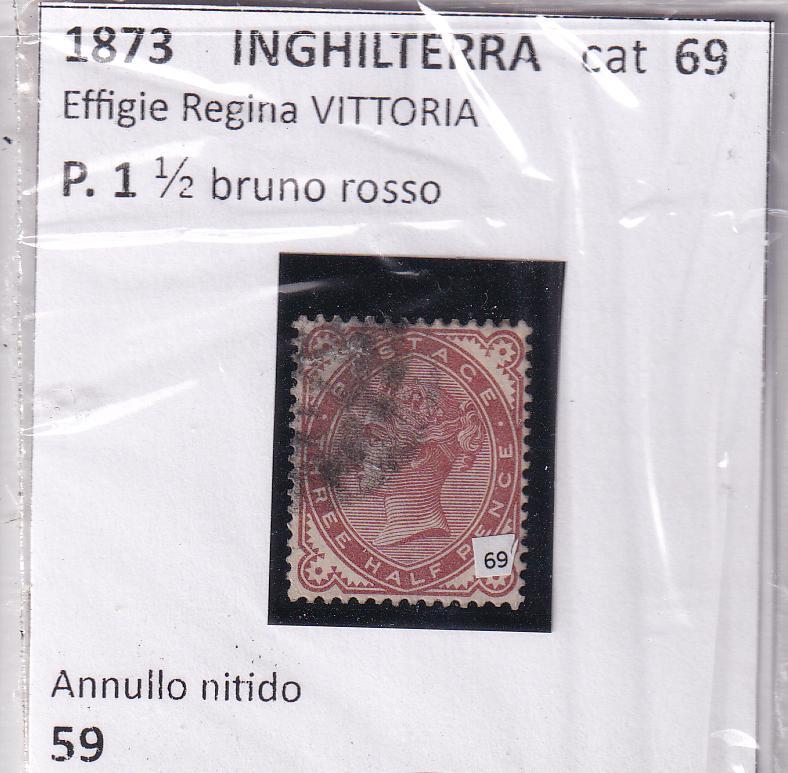 1873 INGHILTERRA cat 69
Effigie Regina VITTORIA
P. 1 ½ bruno rosso
POSTAGE
THREE HALF PENCE
69
Annullo nitido
59